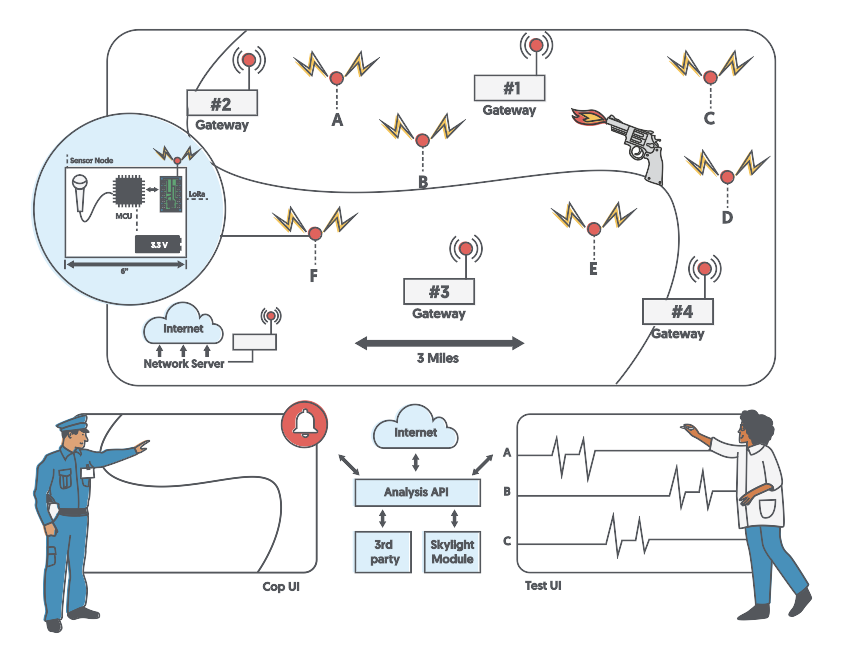 #1
Gateway
#2
Gateway
A
B
C
D
Sensor Node
LoRa
MCU
3.3 V
6"
F
E
#3
Gateway
#4
Gateway
Internet
Network Server
3 Miles
Internet
Analysis API
3rd
party
Skylight
Module
Cop UI
A
B
C
Test UI